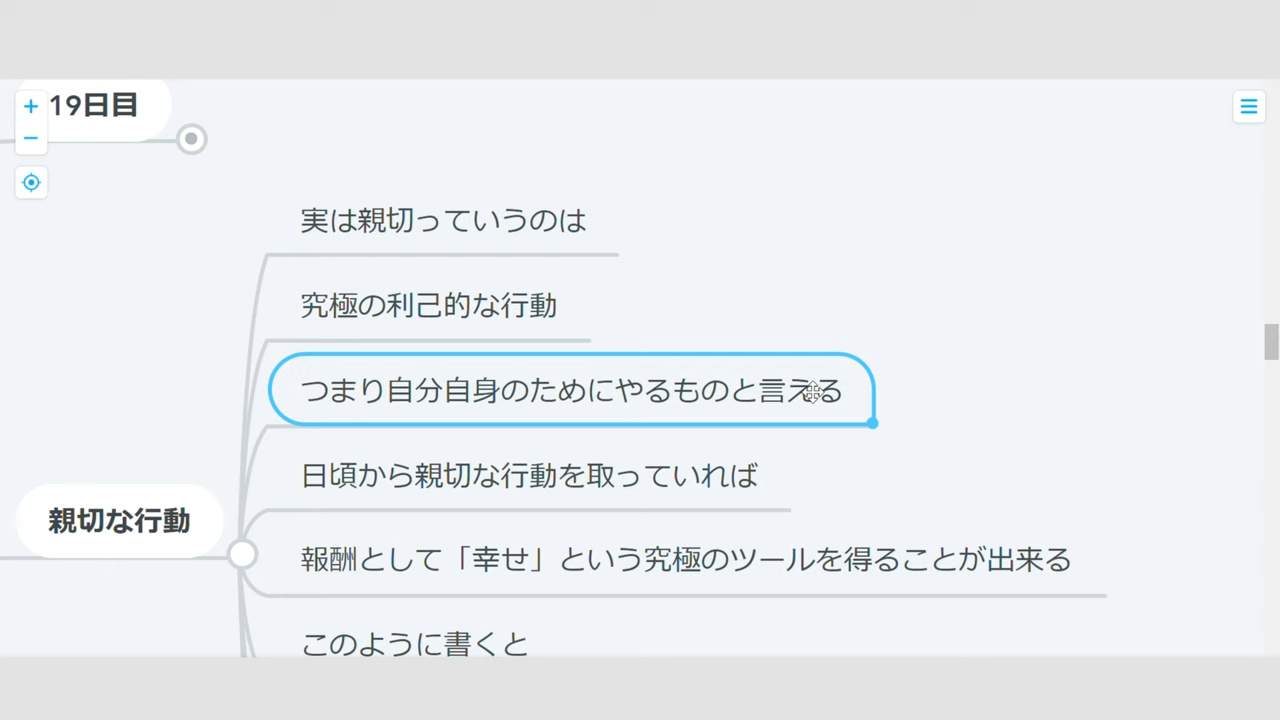 19日目
実は親切っていうのは
究極の利己的な行動
つまり自分自身のためにやるものと言える
日頃から親切な行動を取っていれば
親切な行動
報酬として「幸せ」という究極のツールを得ることが出来る
このように書くと